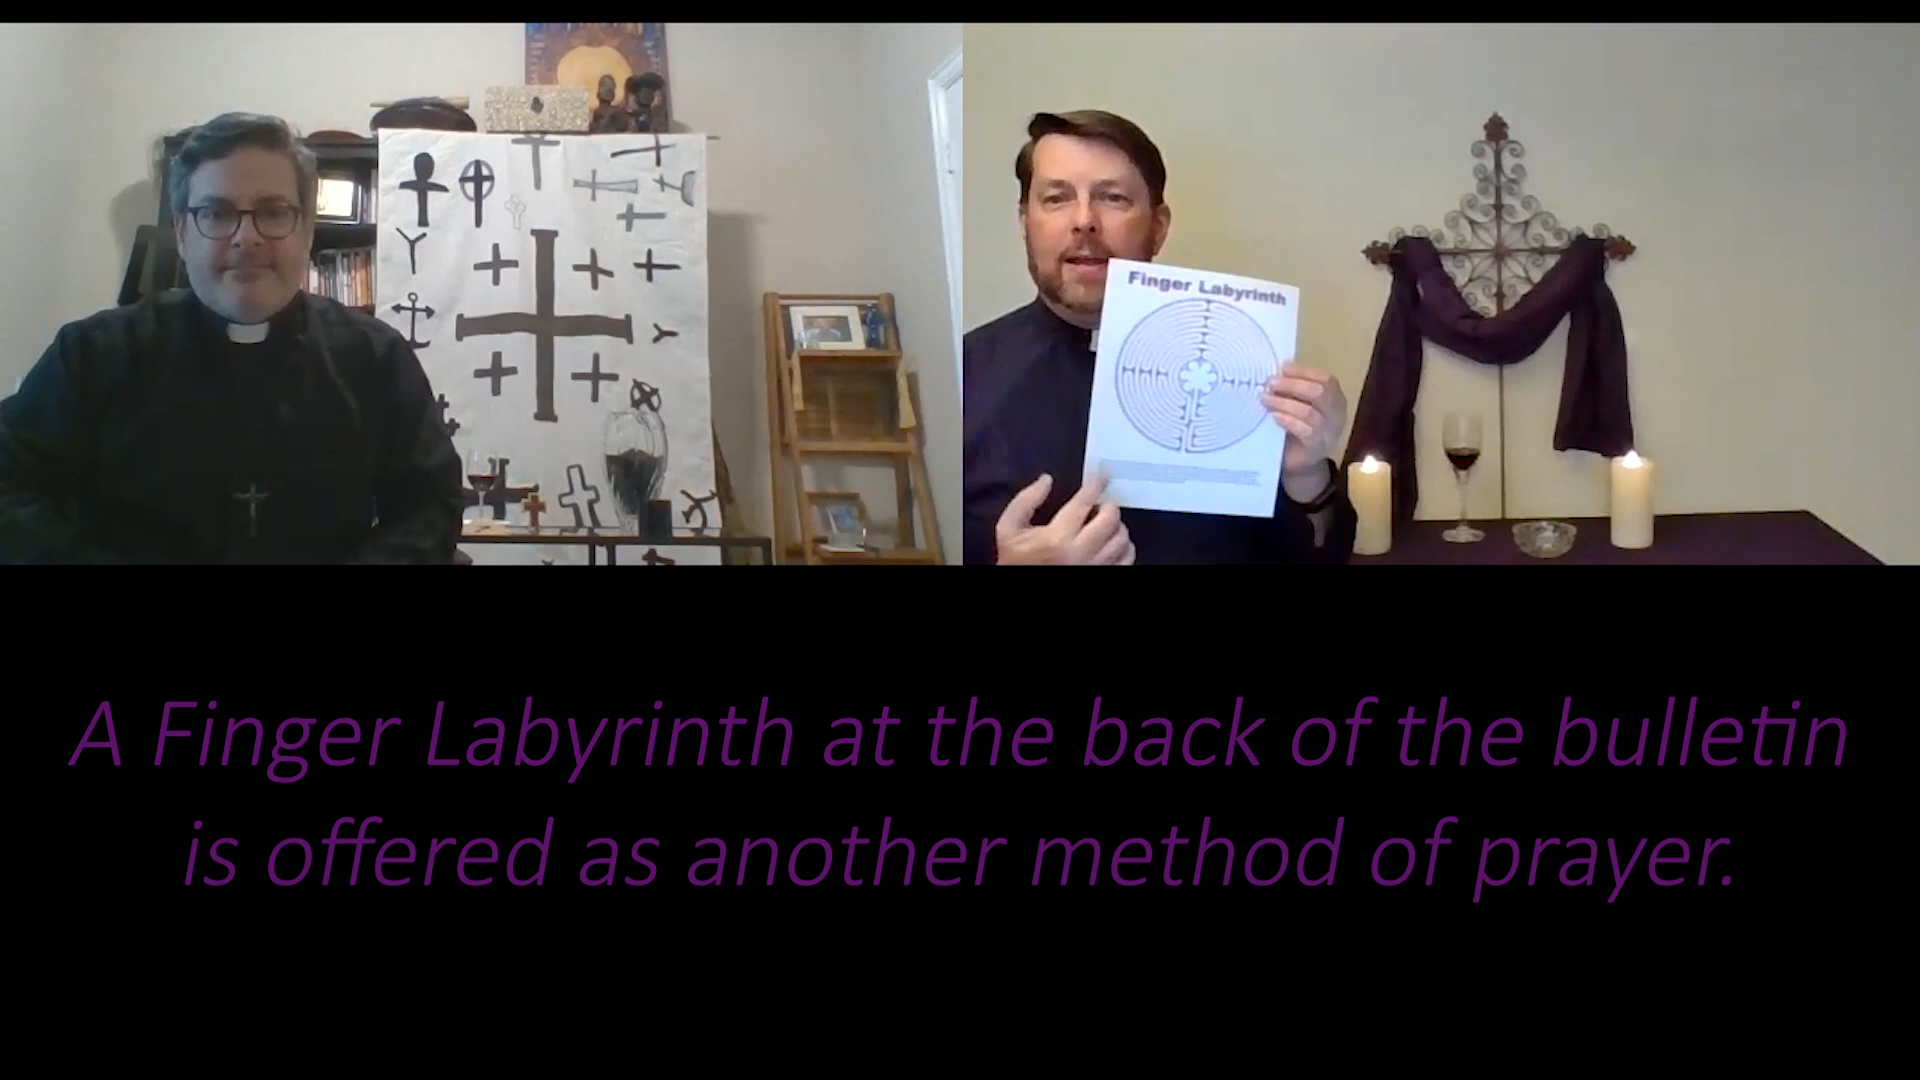 Finger Labyrinth
A Finger Labyrinth at the back of the bulletin
is offered as another method of prayer.